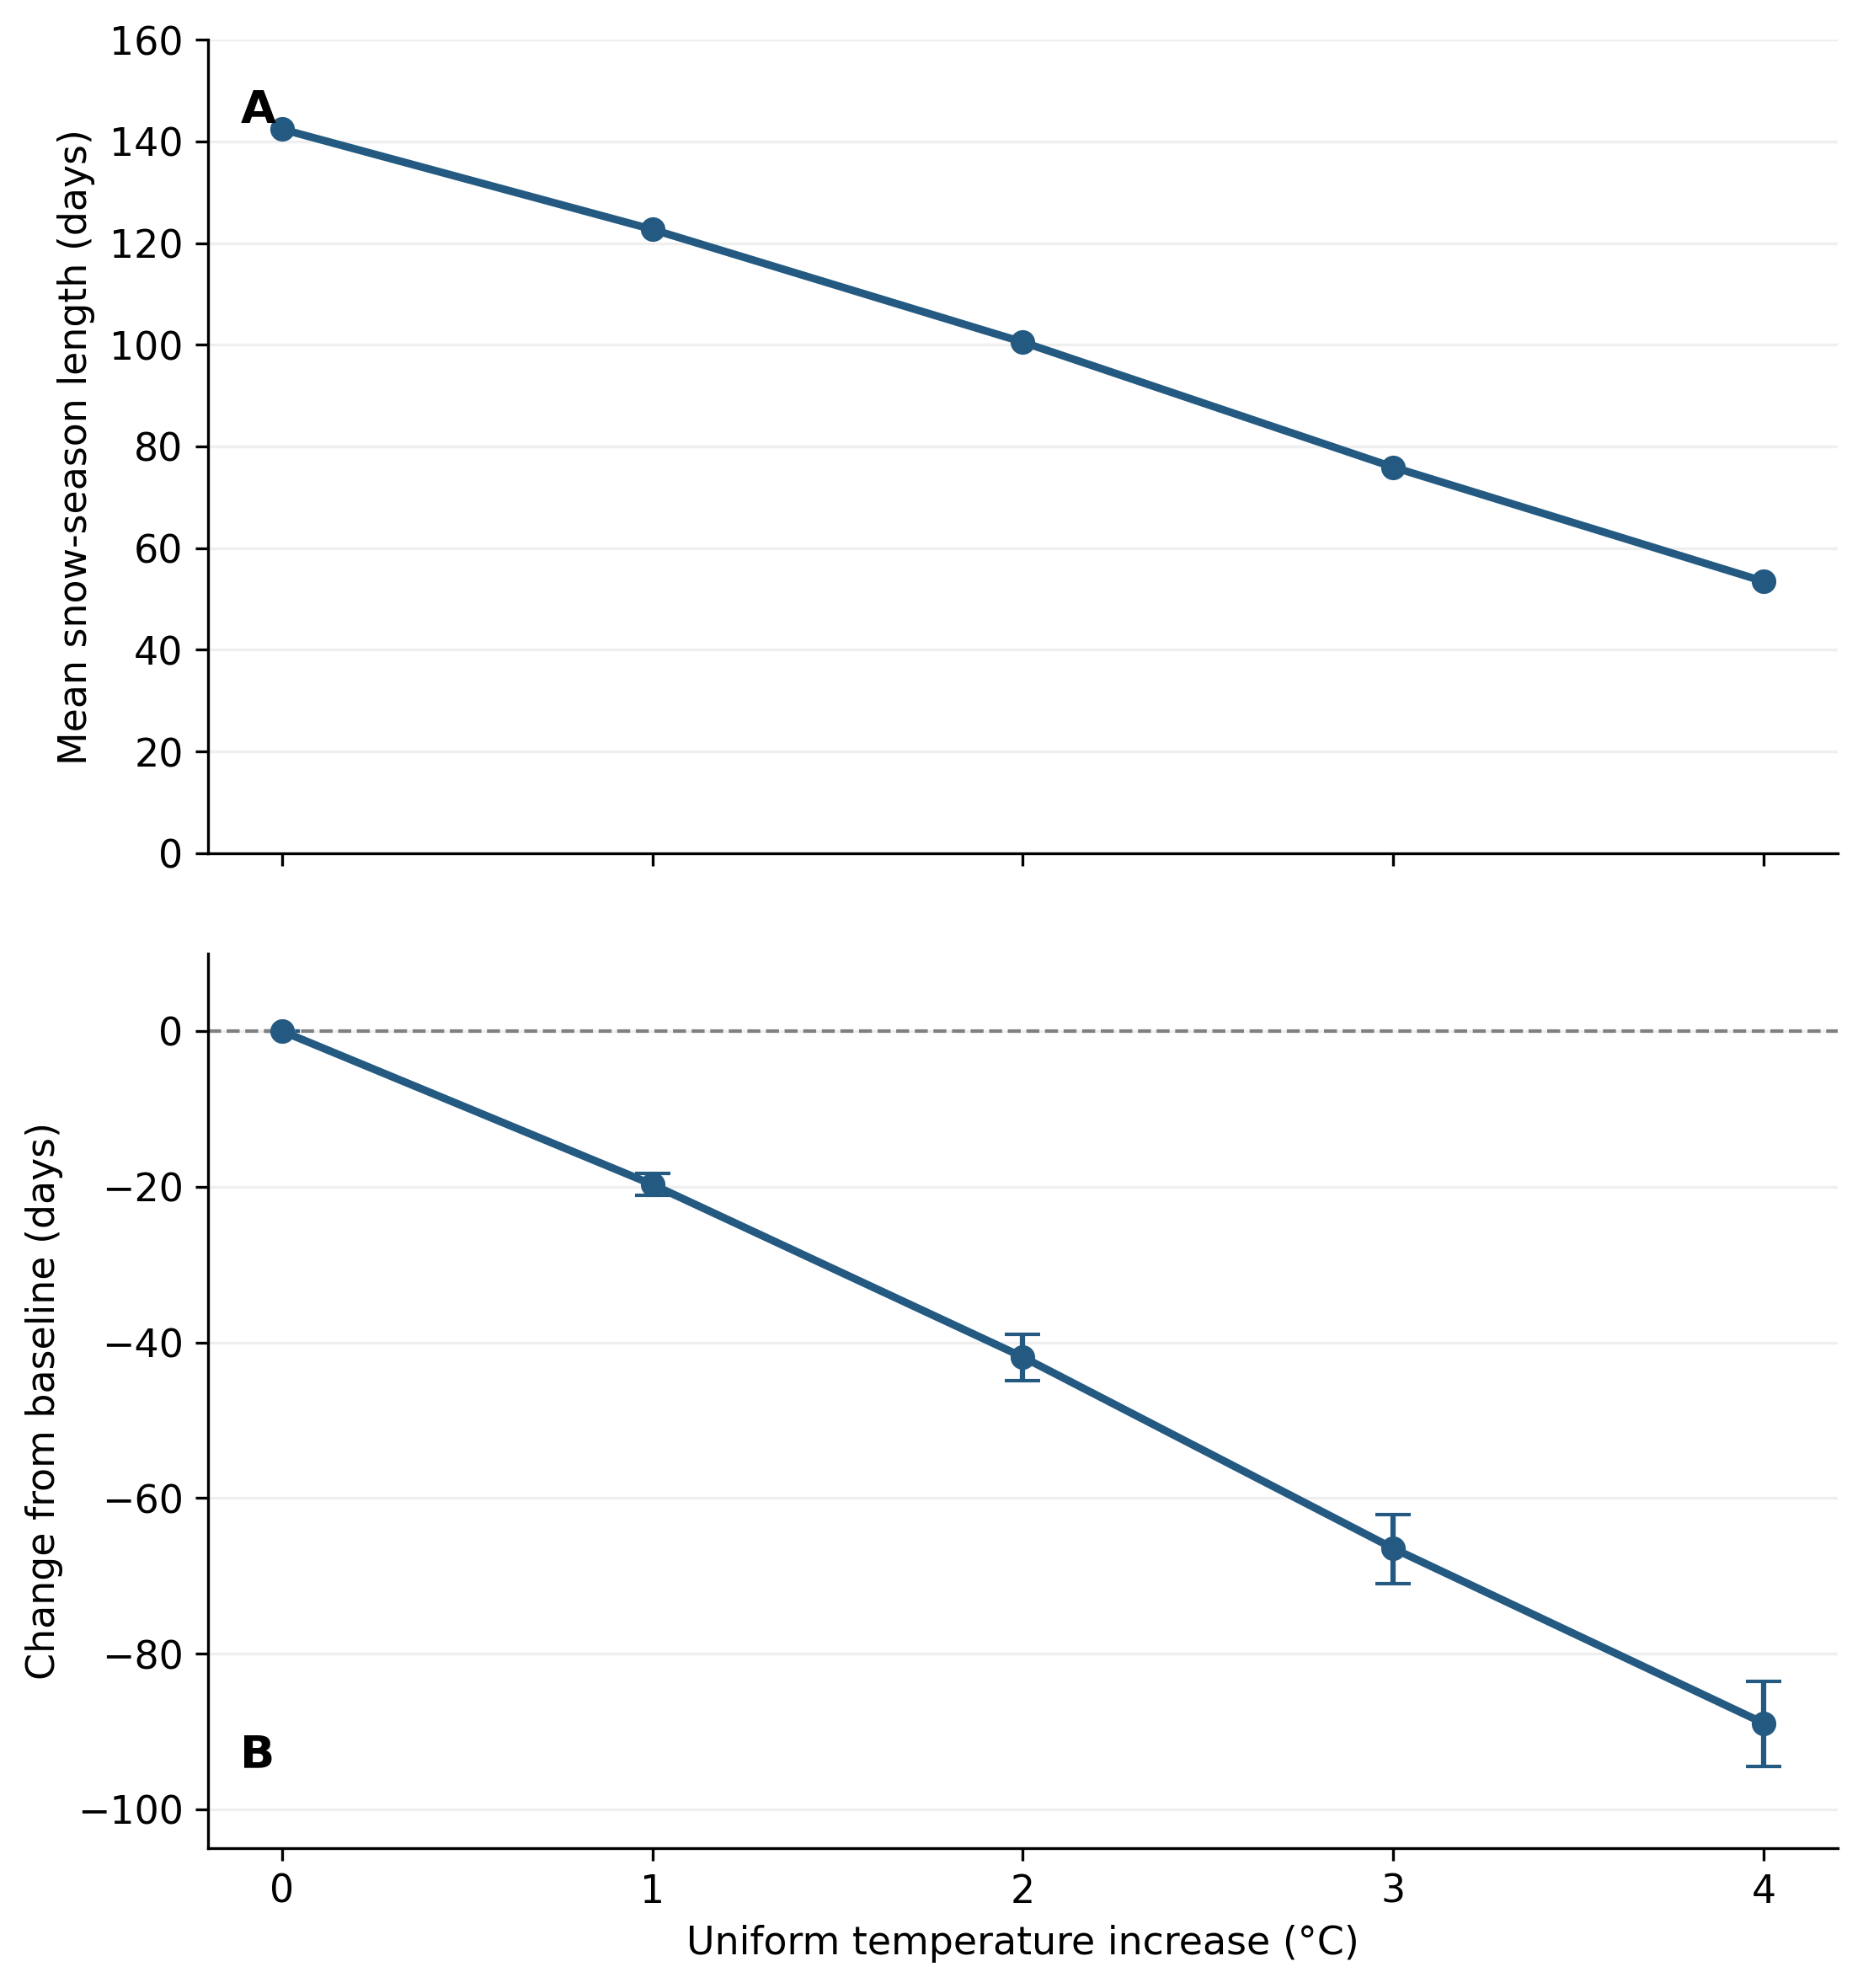 A
Mean snow-season length (days)
160
140
120
100
80
60
40
20
0
B
Change from baseline (days)
0
−20
−40
−60
−80
−100
0 1 2 3 4
Uniform temperature increase (°C)